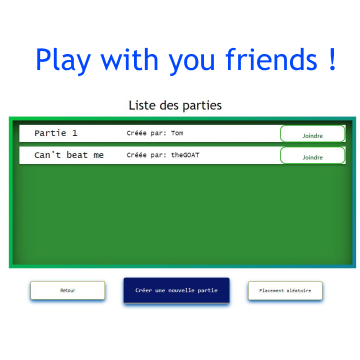 Play with you friends !
Liste des parties
Partie 1 Créée par: Tom Joindre
Can't beat me Créée par: theGOAT Joindre
Retour Créer une nouvelle partie Placement aléatoire